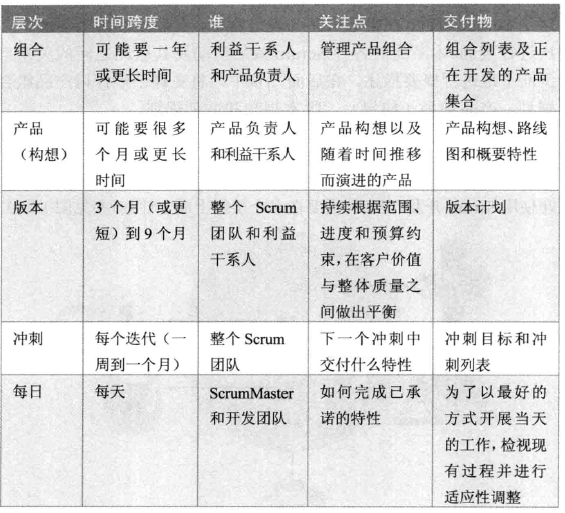 层次 时间跨度 谁 关注点 交付物
组合 可能要一年 利益干系人 管理产品组合 组合列表及正
或更长时间 和产品负责人 在开发的产品
集合
产品 可能要很多 产品负责人 产品构想以及 产品构想、路线
（构想） 个月或更长 和利益干系人 随着时间推移 图和概要特性
时间 而演进的产品
版本 3 个月（或更 整个 Scrum 持续根据范围、 版本计划
短）到 9 个月 团队和利益 进度和预算约
干系人 束，在客户价值
与整体质量之
间做出平衡
冲刺 每个迭代（一 整个 Scrum 下一个冲刺中 冲刺目标和冲
周到一个月） 团队 交付什么特性 刺列表
每日 每天 ScrumMaster 如何完成已承 为了以最好的
和开发团队 诺的特性 方式开展当天
的工作，检视现
有过程并进行
适应性调整